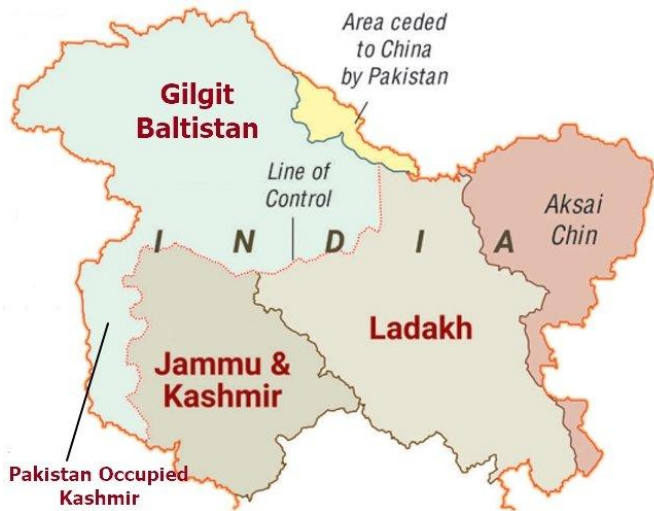 Area ceded
to China
by Pakistan
Gilgit
Baltistan
Line of
Control
Aksai
Chin
I N D I A
Ladakh
Jammu &
Kashmir
Pakistan Occupied
Kashmir